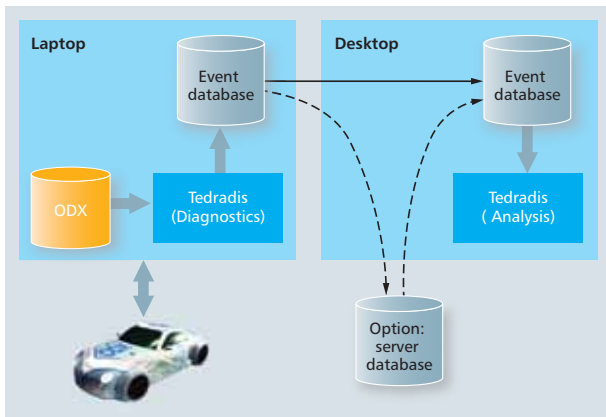 Laptop
Event
database
ODX
Tedradis
(Diagnostics)
Desktop
Event
database
Tedradis
( Analysis)
Option:
server
database